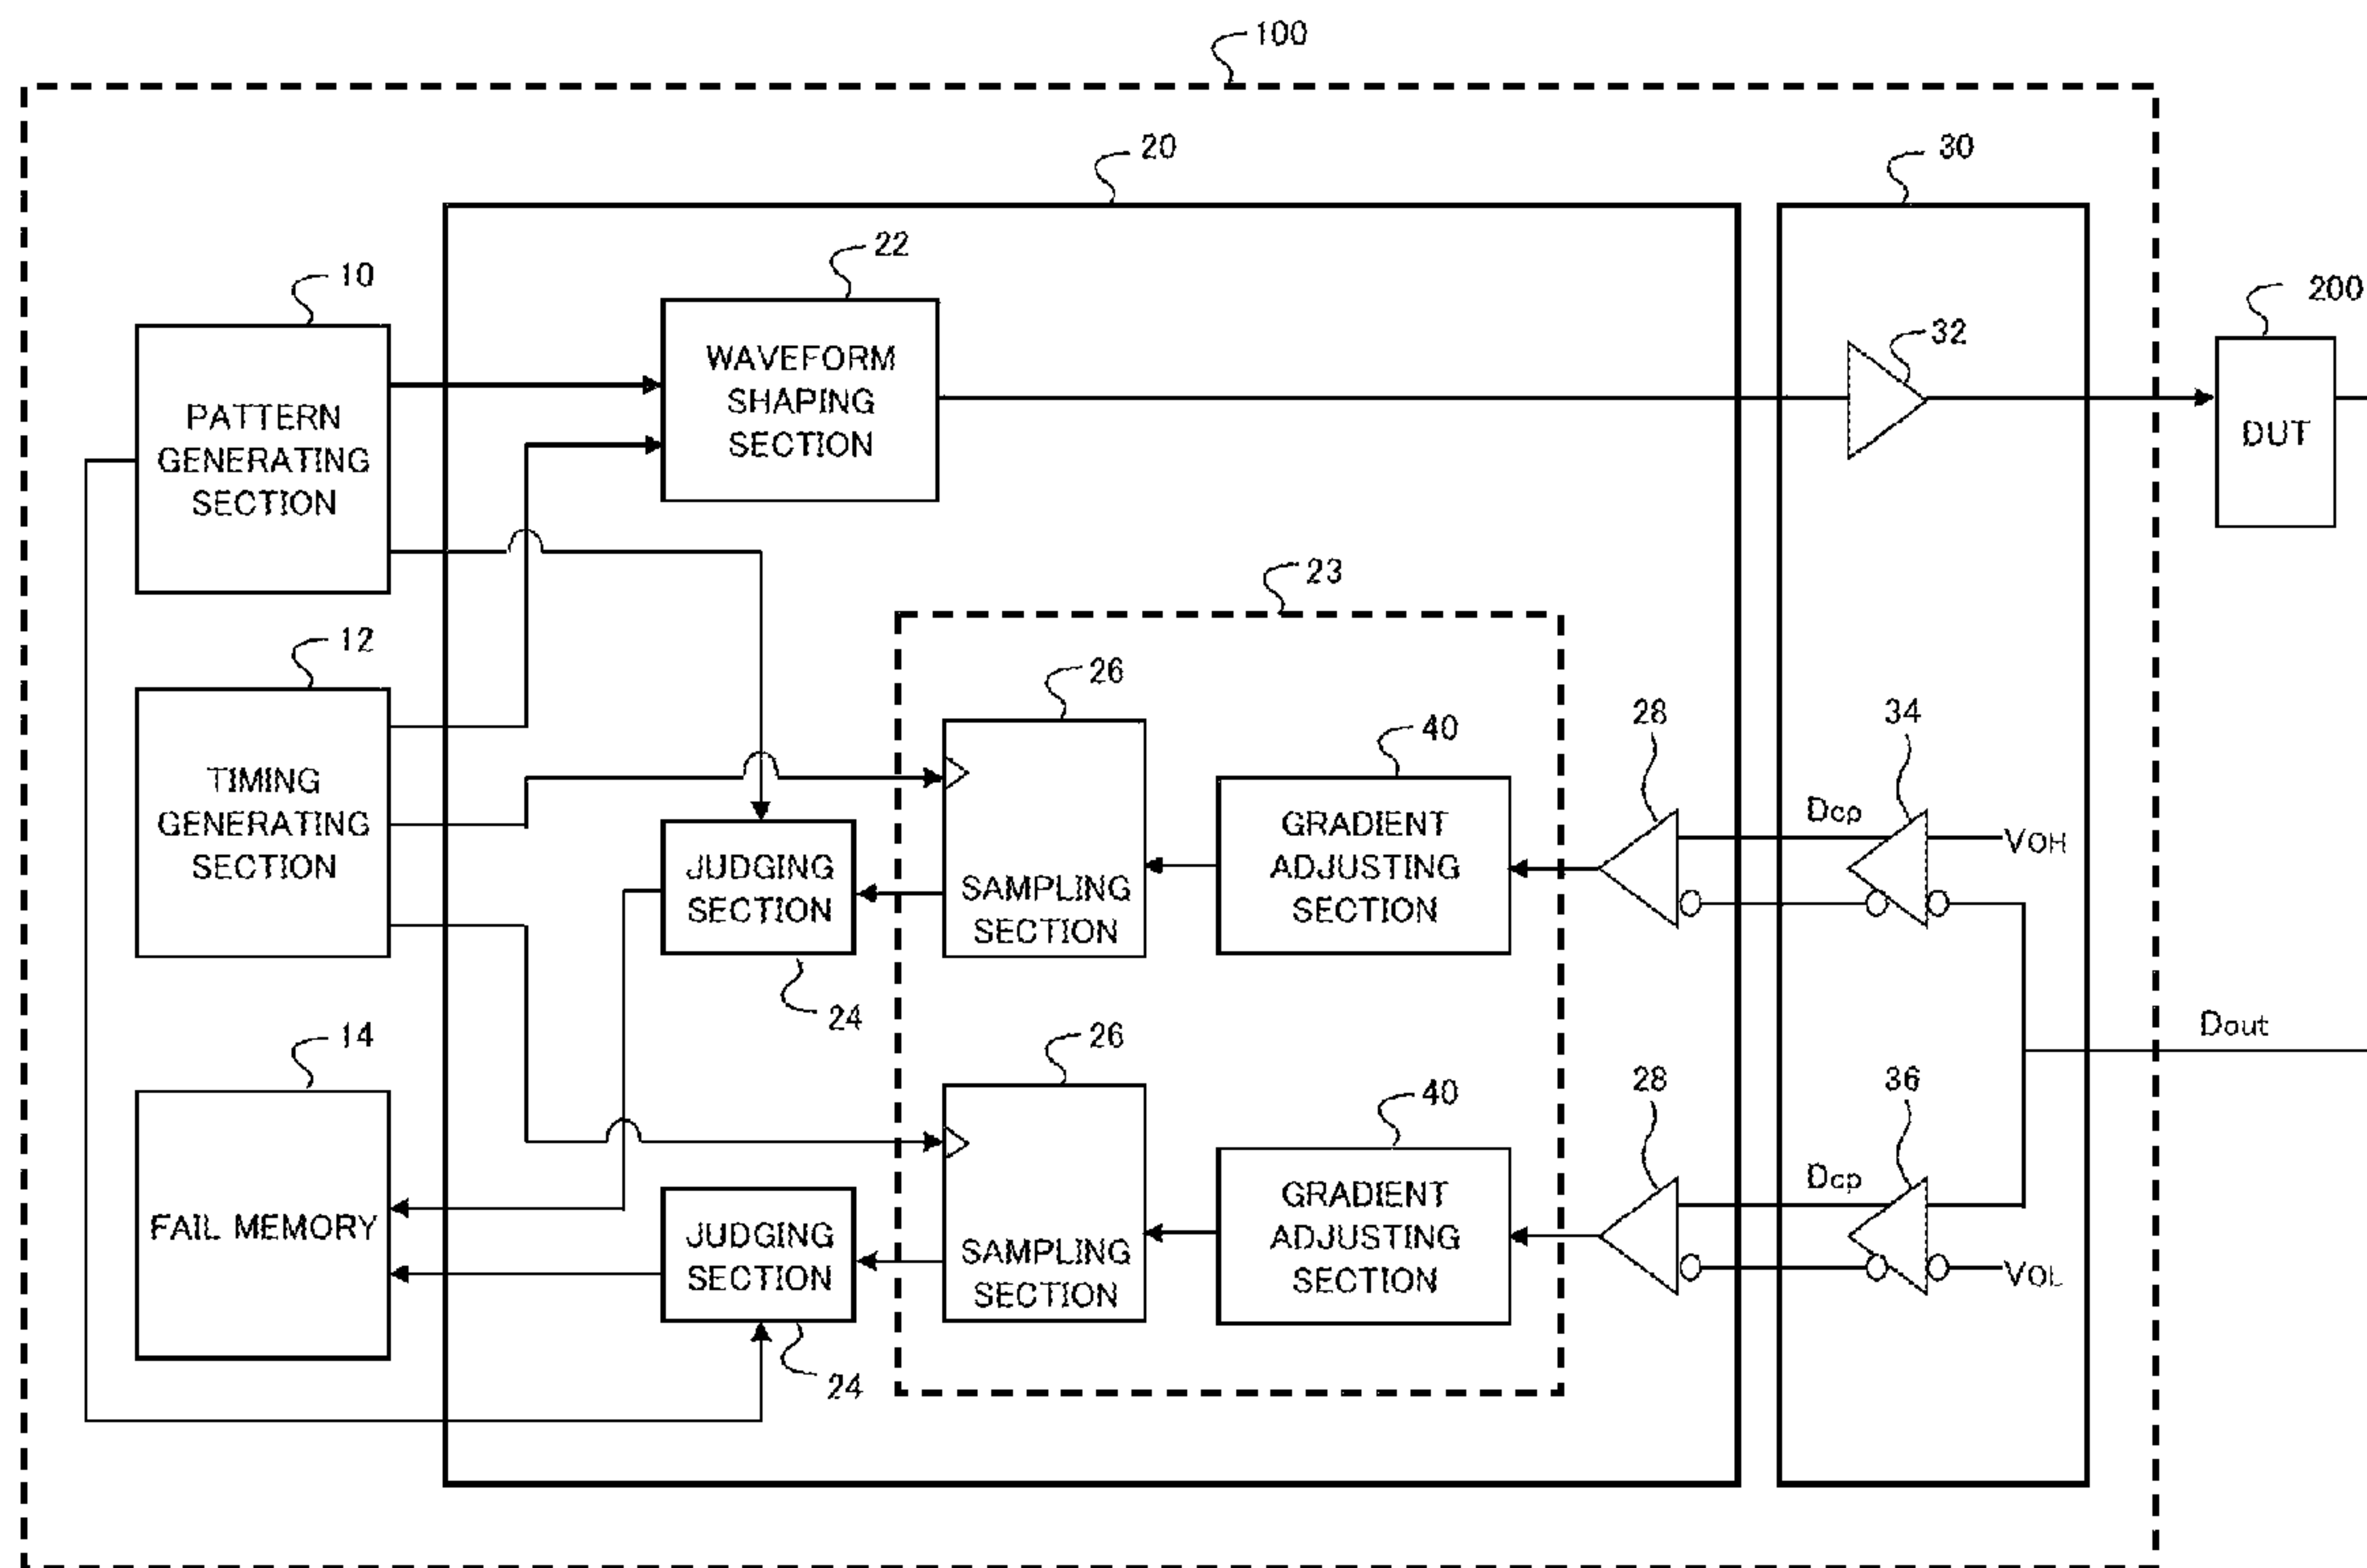 100
20
30
22
10
200
32
WAVEFORM
SHAPING
SECTION
PATTERN
GENERATING
SECTION
DUT
23
12
26
40
28
34
TIMING
GENERATING
SECTION
Dcp
VOH
GRADIENT
ADJUSTING
SECTION
JUDGING
SECTION
SAMPLING
SECTION
24
Dout
14
26
40
28
36
Dcp
FAIL MEMORY
GRADIENT
ADJUSTING
SECTION
JUDGING
SECTION
SAMPLING
SECTION
VOL
24